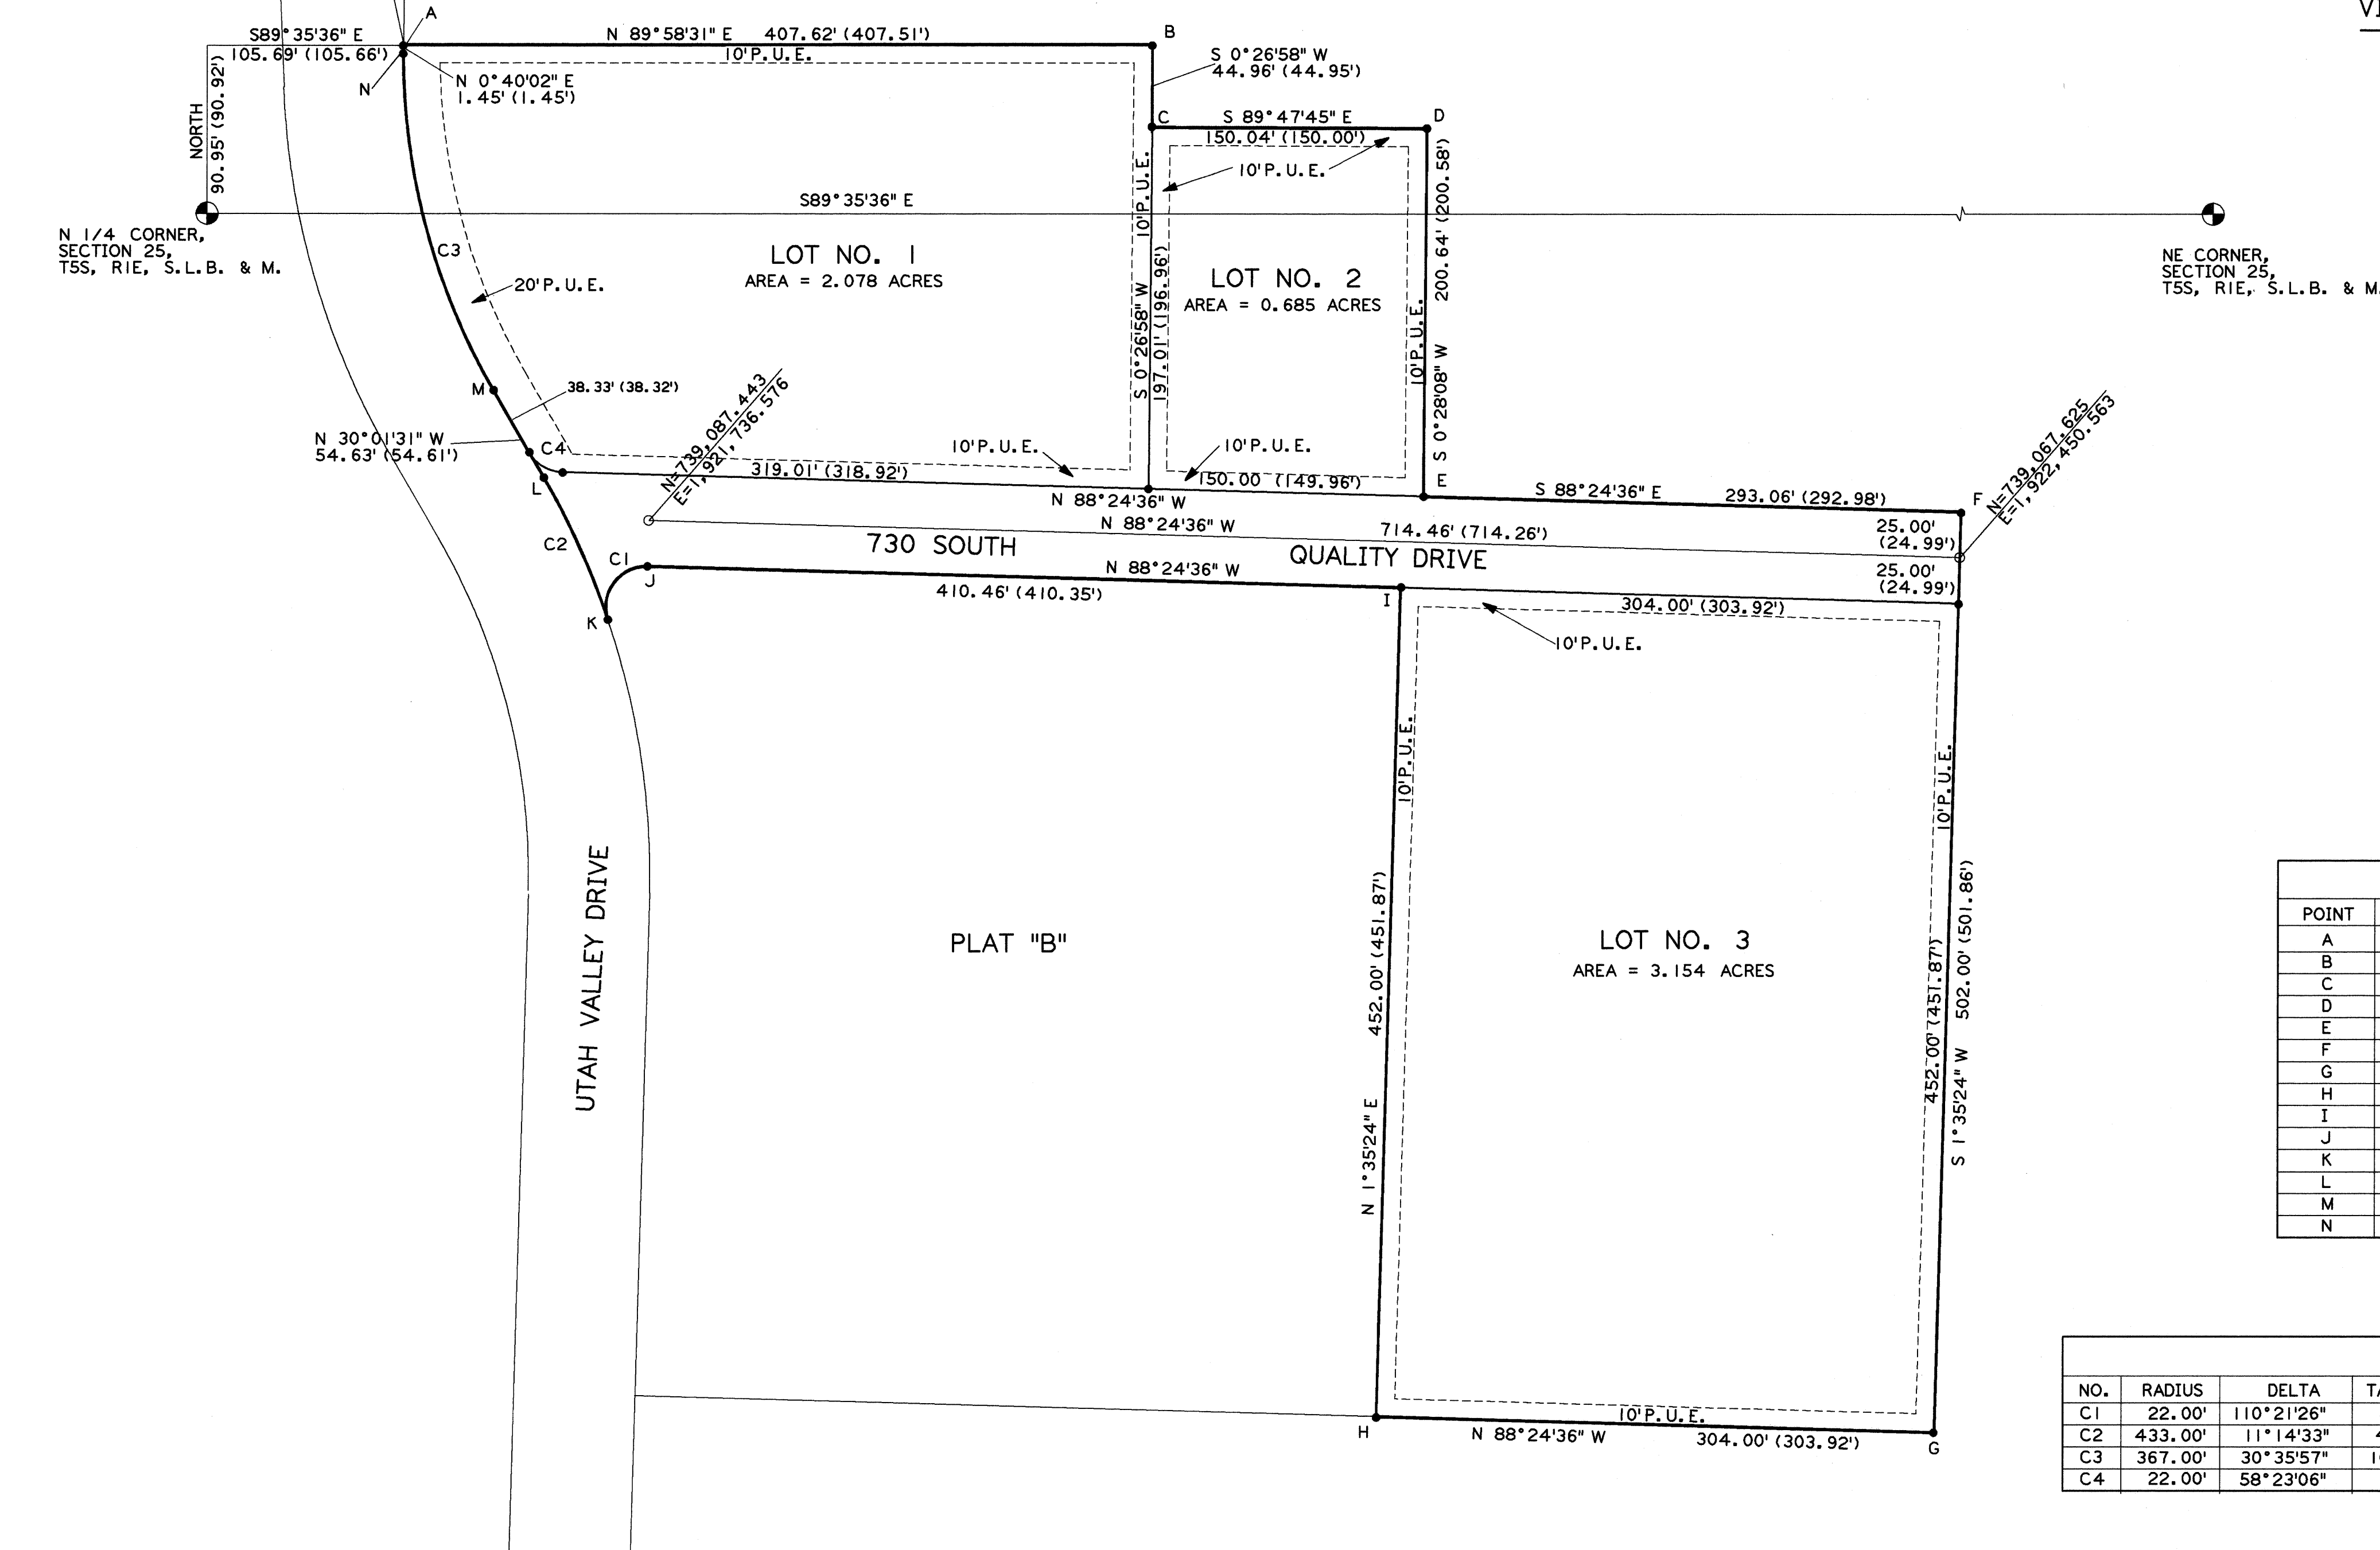 VI
A
S89°35'36" E
105.69' (105.66')
N 89°58'31" E 407.62' (407.51')
10'P.U.E.
B
S 0°26'58" W
44.96' (44.95')
N
N 0°40'02" E
1.45' (1.45')
NORTH
90.95' (90.92')
C
S 89°47'45" E
150.04' (150.00')
D
10'P.U.E.
10'P.U.E.
S 0°26'58" W
197.01' (196.96')
200.64' (200.58')
S 0°28'08" W
10'P.U.E.
S89°35'36" E
N 1/4 CORNER,
SECTION 25,
T5S, R1E, S.L.B. & M.
NE CORNER,
SECTION 25,
T5S, R1E, S.L.B. & M.
C3
LOT NO. 1
AREA = 2.078 ACRES
LOT NO. 2
AREA = 0.685 ACRES
20'P.U.E.
M
38.33' (38.32')
N 30°01'31" W
54.63' (54.61')
C4
L
N=739,087.443
E=1,921,736.576
10'P.U.E.
10'P.U.E.
319.01' (318.92')
150.00 (149.96')
E
N 88°24'36" W
S 88°24'36" E
293.06' (292.98')
F
N=739,067.625
E=1,922,450.563
N 88°24'36" W
714.46' (714.26')
25.00'
(24.99')
730 SOUTH
QUALITY DRIVE
C2
C1
J
N 88°24'36" W
410.46' (410.35')
25.00'
(24.99')
I
304.00' (303.92')
K
10'P.U.E.
10'P.U.E.
10'P.U.E.
UTAH VALLEY DRIVE
PLAT "B"
N 1°35'24" E
452.00' (451.87')
LOT NO. 3
AREA = 3.154 ACRES
452.00' (451.87')
S 1°35'24" W
502.00' (501.86')
H
10'P.U.E.
N 88°24'36" W
304.00' (303.92')
G
POINT
A
B
C
D
E
F
G
H
I
J
K
L
M
N
NO. RADIUS DELTA TA
C1 22.00' 110°21'26"
C2 433.00' 11°14'33" 4
C3 367.00' 30°35'57" 1
C4 22.00' 58°23'06"